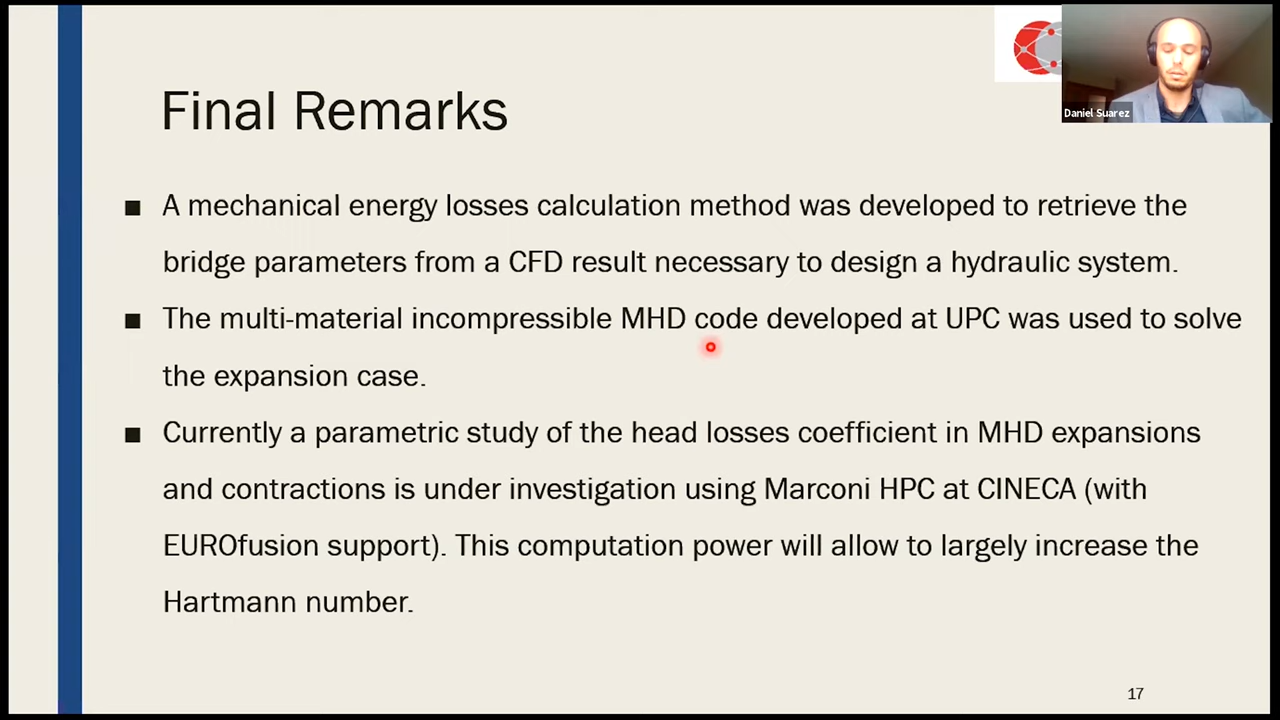 Final Remarks
Daniel Suarez
■ A mechanical energy losses calculation method was developed to retrieve the
bridge parameters from a CFD result necessary to design a hydraulic system.
■ The multi-material incompressible MHD code developed at UPC was used to solve
the expansion case.
■ Currently a parametric study of the head losses coefficient in MHD expansions
and contractions is under investigation using Marconi HPC at CINECA (with
EUROfusion support). This computation power will allow to largely increase the
Hartmann number.
17